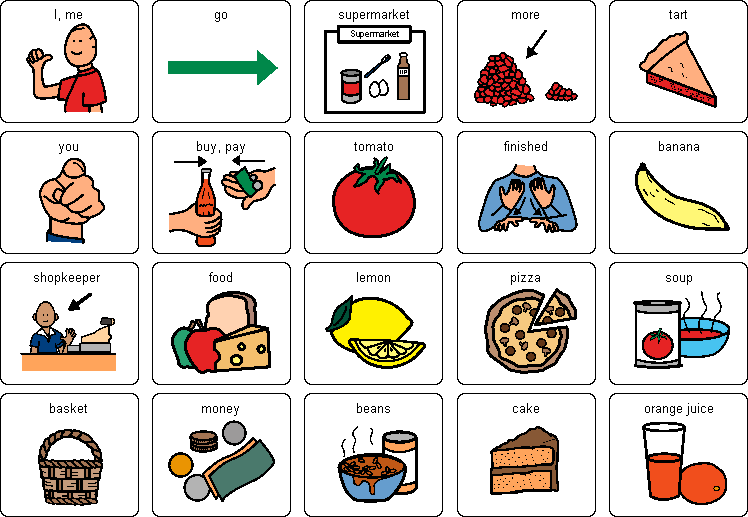 I, me
go
supermarket
Supermarket
more
tart
you
buy, pay
tomato
finished
banana
shopkeeper
food
lemon
pizza
soup
basket
money
beans
cake
orange juice